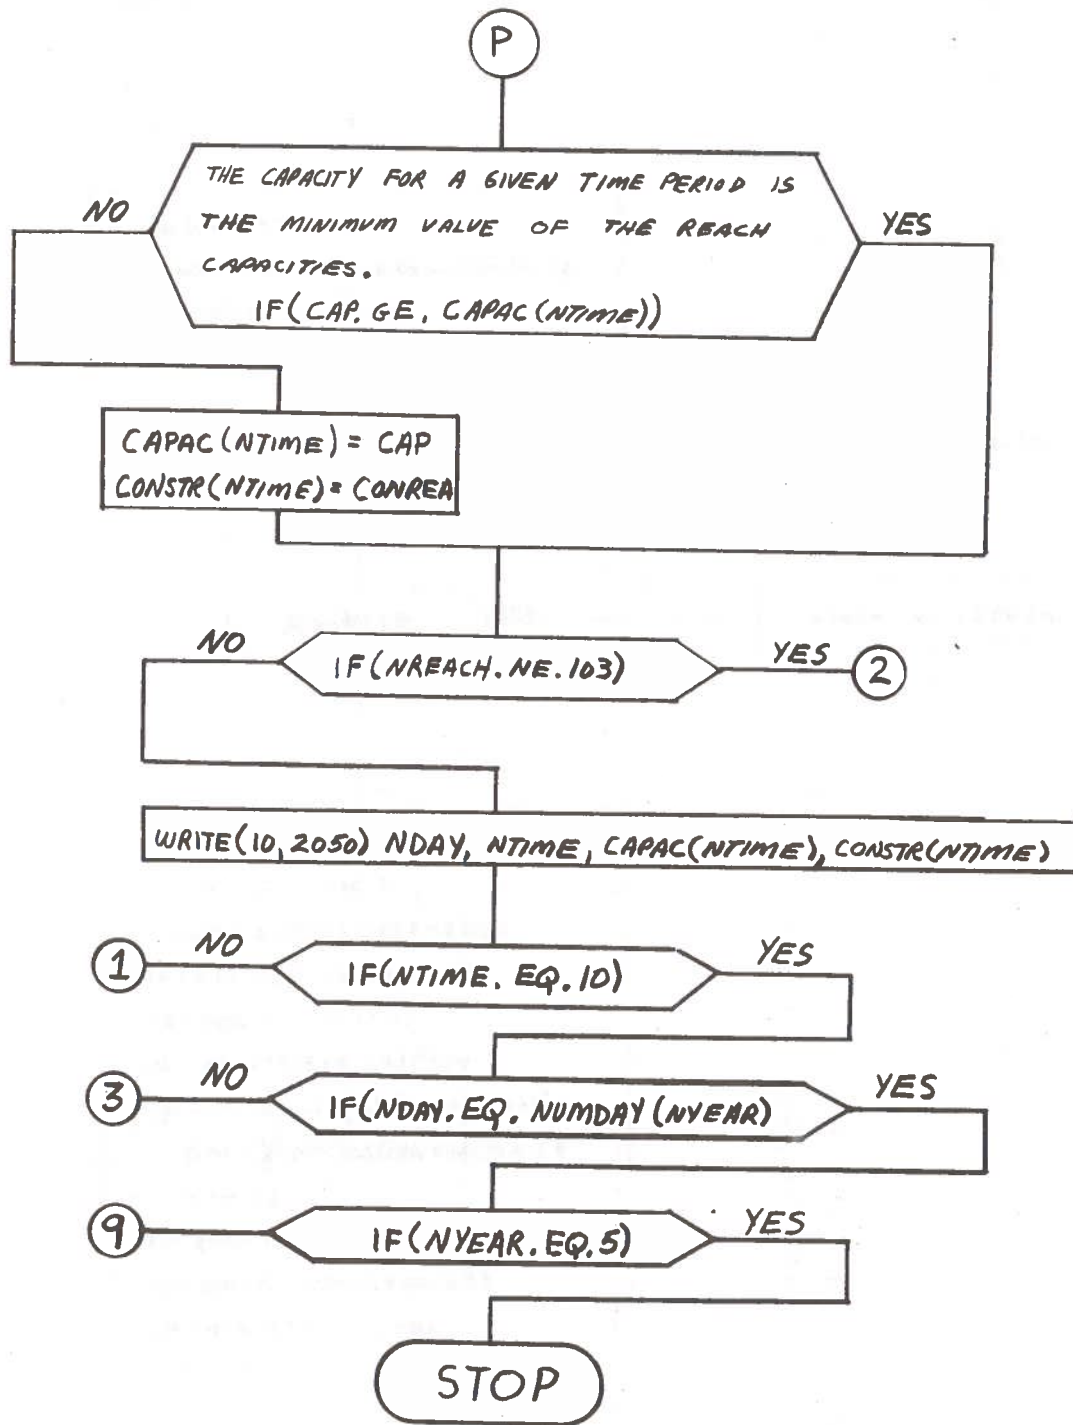 P
THE CAPACITY FOR A GIVEN TIME PERIOD IS
THE MINIMUM VALUE OF THE REACH
CAPACITIES.
IF(CAP.GE.CAPAC(NTIME))
NO
YES
CAPAC(NTIME) = CAP
CONSTR(NTIME) = CONREA
NO
IF(NREACH.NE.103)
YES
2
WRITE(10,2050) NDAY, NTIME, CAPAC(NTIME), CONSTR(NTIME)
1
NO
IF(NTIME.EQ.10)
YES
3
NO
IF(NDAY.EQ.NUMDAY(NYEAR)
YES
9
IF(NYEAR.EQ.5)
YES
STOP